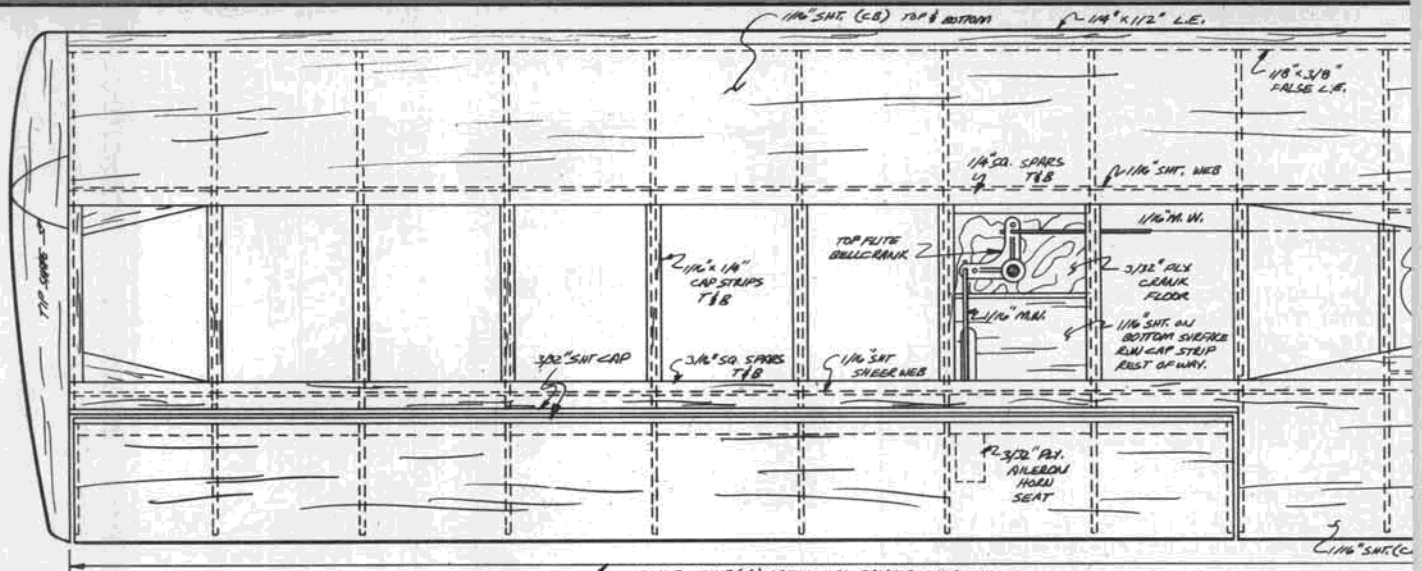 1/16" SHT. (CB) TOP & BOTTOM
1/4" x 1/2" L.E.
1/8" x 3/8"
FALSE L.E.
1/4" SQ. SPARS
T&B
1/16" SHT. WEB
1/16" M.W.
TOP FLITE
BELLCRANK
3/32" PLY
CRANK
FLOOR
1/16" x 1/4"
CAP STRIPS
T&B
1/16" M.W.
1/16" SHT. ON
BOTTOM SURFACE
RUN CAP STRIP
REST OF WAY.
TIP SHAPE
3/32" SHT CAP
3/16" SQ. SPARS
T&B
1/16" SHT
SHEER WEB
3/32" PLY.
AILERON
HORN
SEAT
1/16" SHT. (C